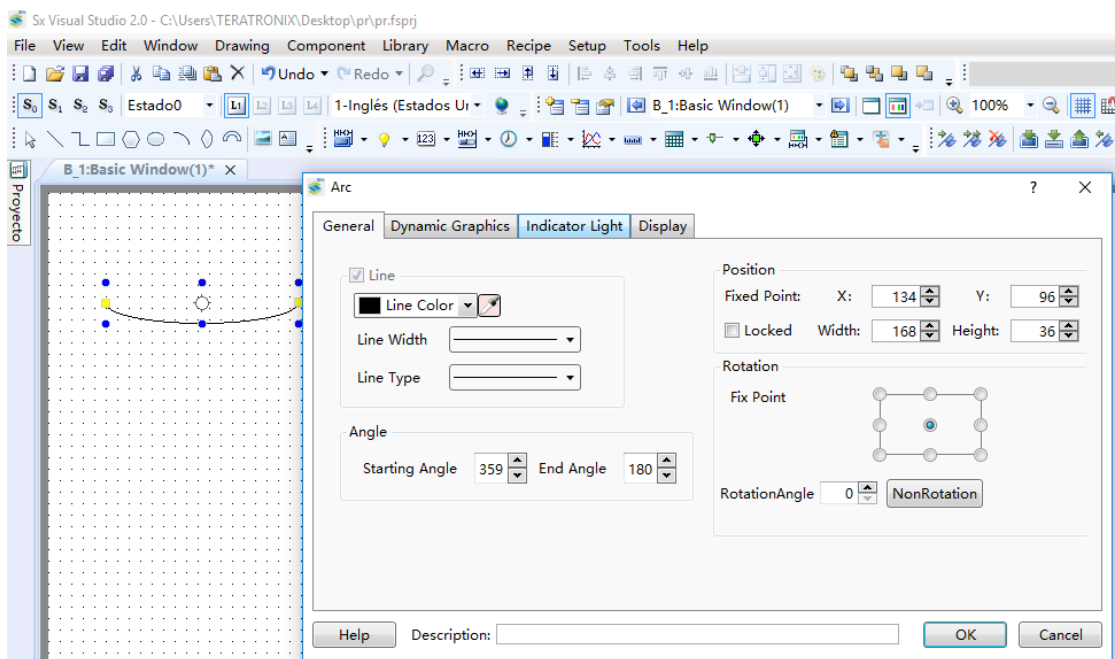 Sx Visual Studio 2.0 - C:\Users\TERATRONIX\Desktop\pr\pr.fsprj
File View Edit Window Drawing Component Library Macro Recipe Setup Tools Help
Undo Redo
S0 S1 S2 S3 Estado0 L1 L2 L3 L4 1-Inglés (Estados Ur B_1:Basic Window(1) 100%
123
B_1:Basic Window(1)* X
Proyecto
Arc ? X
General Dynamic Graphics Indicator Light Display
Line
Line Color
Line Width
Line Type
Angle
Starting Angle 359 End Angle 180
Position
Fixed Point: X: 134 Y: 96
Locked Width: 168 Height: 36
Rotation
Fix Point
RotationAngle 0 NonRotation
Help Description: OK Cancel